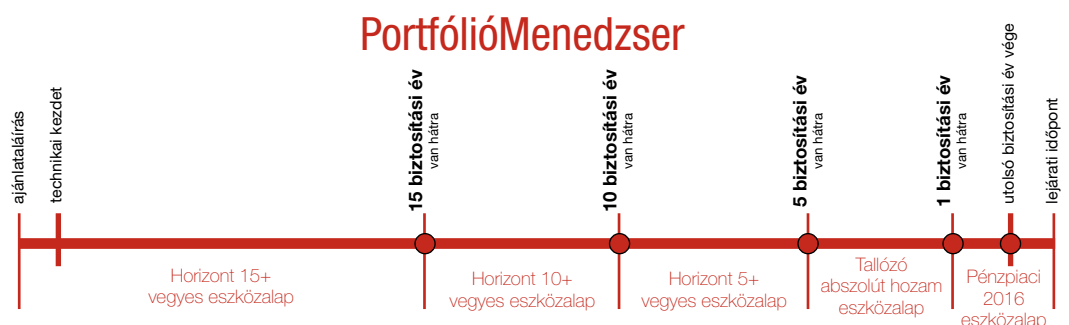 PortfólióMenedzser
ajánlataláírás
technikai kezdet
15 biztosítási év
van hátra
10 biztosítási év
van hátra
5 biztosítási év
van hátra
1 biztosítási év
van hátra
utolsó biztosítási év vége
lejárati időpont
Horizont 15+
vegyes eszközalap
Horizont 10+
vegyes eszközalap
Horizont 5+
vegyes eszközalap
Tallózó
abszolút hozam
eszközalap
Pénzpiaci
2016
eszközalap